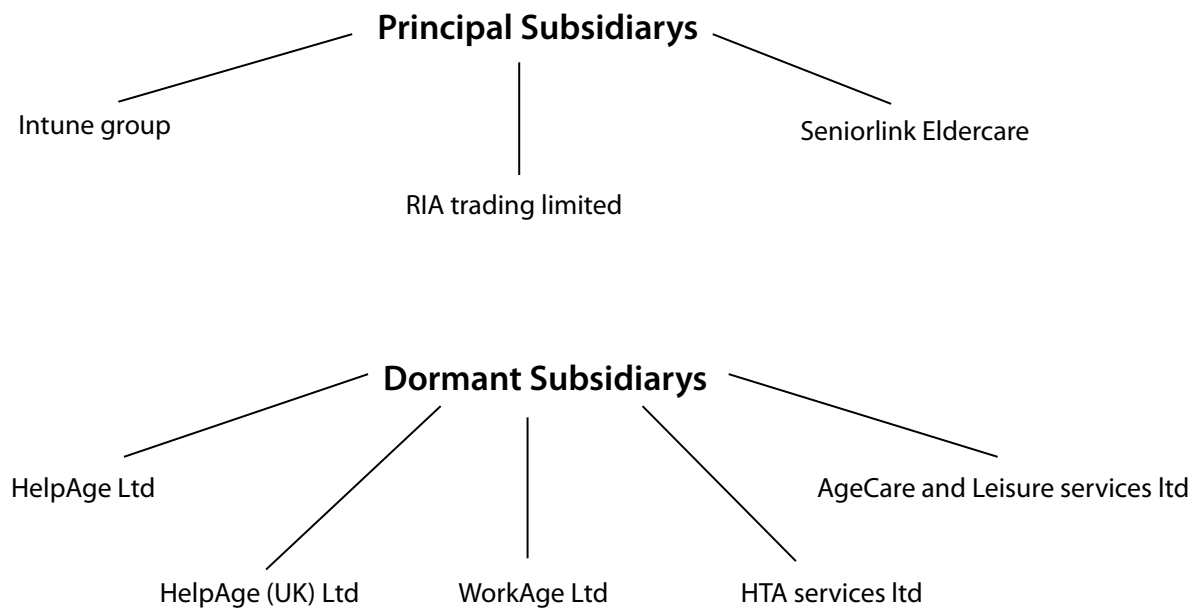 Principal Subsidiarys
Intune group
Seniorlink Eldercare
RIA trading limited
Dormant Subsidiarys
HelpAge Ltd
AgeCare and Leisure services ltd
HelpAge (UK) Ltd
WorkAge Ltd
HTA services ltd